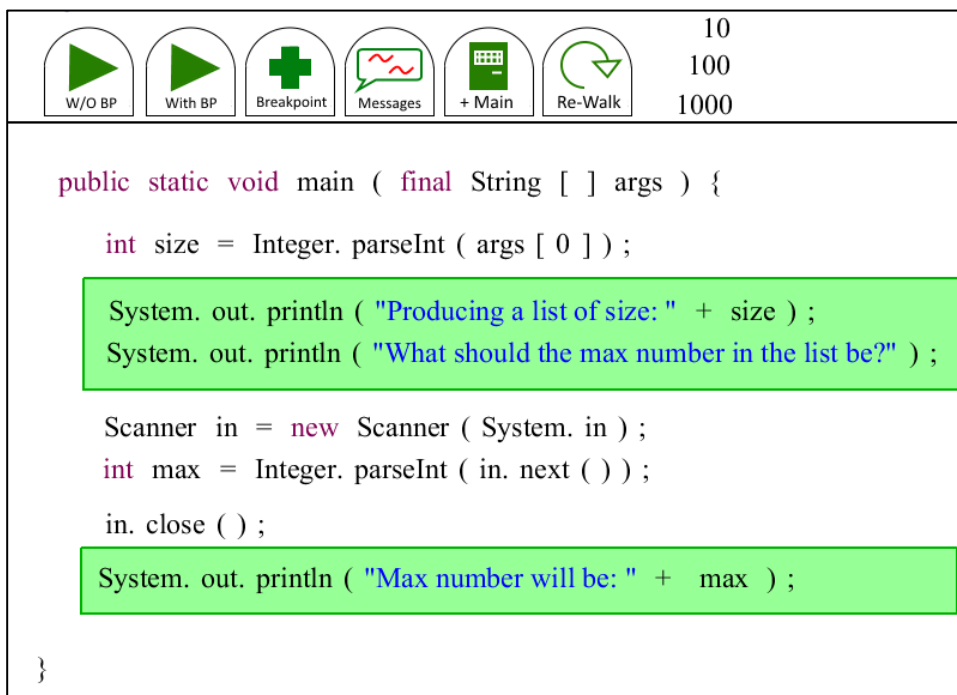 W/O BP
With BP
Breakpoint
Messages
+ Main
Re-Walk
10
100
1000
public static void main ( final String [ ] args ) {
int size = Integer. parseInt ( args [ 0 ] ) ;
System. out. println ( "Producing a list of size: " + size ) ;
System. out. println ( "What should the max number in the list be?" ) ;
Scanner in = new Scanner ( System. in ) ;
int max = Integer. parseInt ( in. next ( ) ) ;
in. close ( ) ;
System. out. println ( "Max number will be: " + max ) ;
}